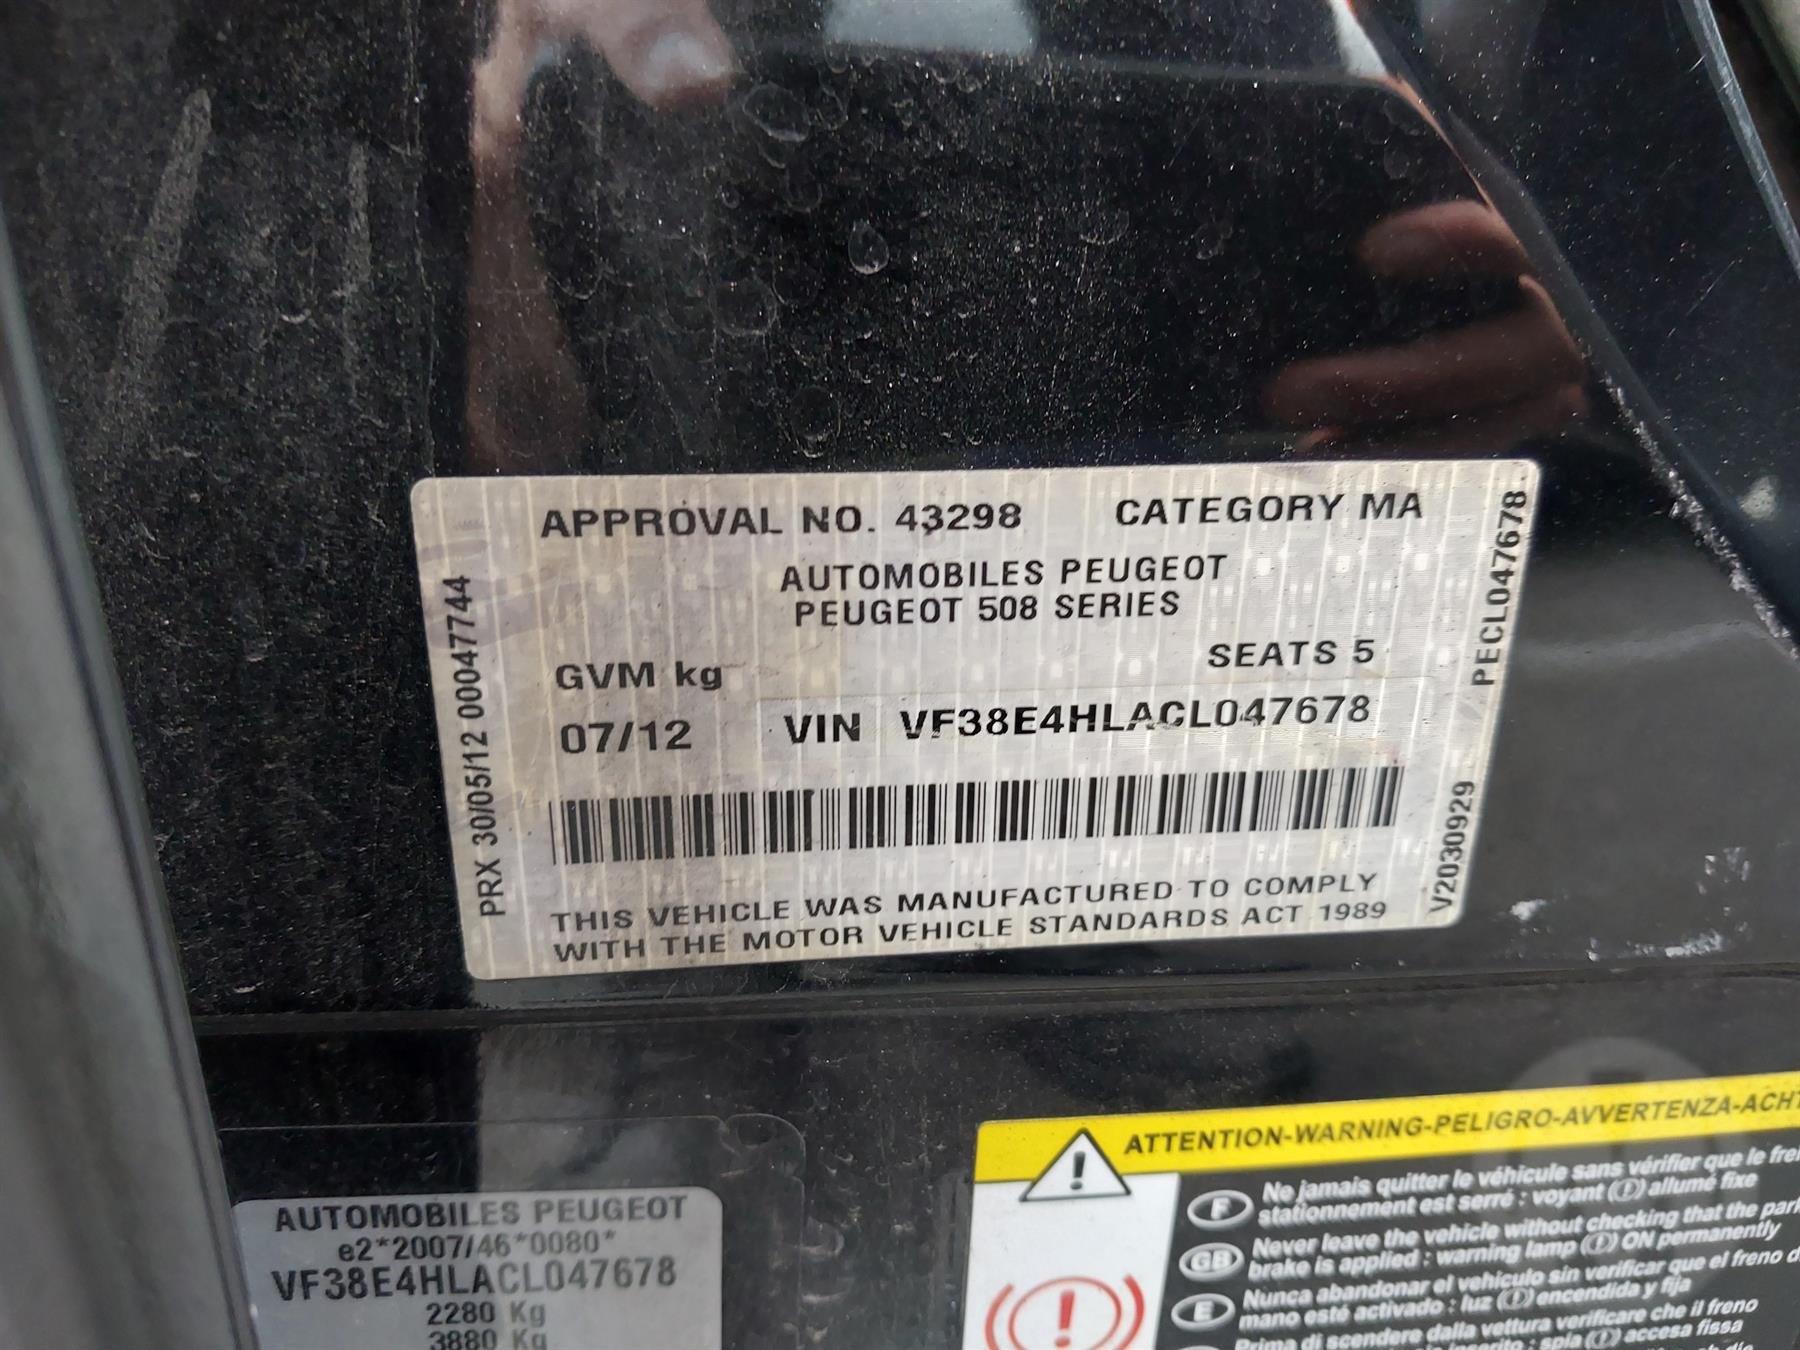 APPROVAL NO. 43298 CATEGORY MA
AUTOMOBILES PEUGEOT
PEUGEOT 508 SERIES
SEATS 5
GVM kg
07/12 VIN VF38E4HLACL047678
THIS VEHICLE WAS MANUFACTURED TO COMPLY
WITH THE MOTOR VEHICLE STANDARDS ACT 1989
PRX 30/05/12 00047744
PECL047678
V2030929
AUTOMOBILES PEUGEOT
e2*2007/46*0080*
VF38E4HLACL047678
2280 Kg
3880 Kg
ATTENTION-WARNING-PELIGRO-AVVERTENZA-ACHT
F Ne jamais quitter le véhicule sans vérifier que le frei
stationnement est serré : voyant (!) allumé fixe
GB Never leave the vehicle without checking that the park
brake is applied : warning lamp (!) ON permanently
E Nunca abandonar el vehículo sin verificar que el freno d
mano esté activado : luz (!) encendida y fija
Prima di scendere dalla vettura verificare che il freno
inserito : spia (!) accesa fissa